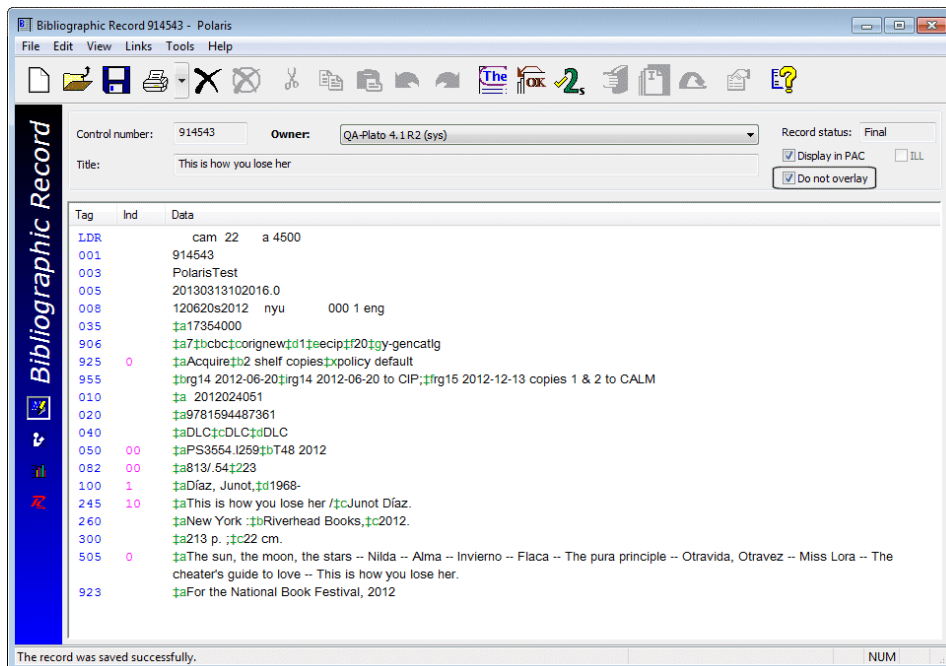 Bibliographic Record 914543 - Polaris
File Edit View Links Tools Help
The OK 2s
Control number: 914543 Owner: QA-Plato 4.1 R2 (sys) Record status: Final
Display in PAC ILL
Title: This is how you lose her
Do not overlay
Bibliographic Record
Tag Ind Data
LDR cam 22 a 4500
001 914543
003 PolarisTest
005 20130313102016.0
008 120620s2012 nyu 000 1 eng
035 ‡a17354000
906 ‡a7‡bcbc‡corignew‡d1‡eecip‡f20‡gy-gencatlg
925 0 ‡aAcquire‡b2 shelf copies‡xpolicy default
955 ‡brg14 2012-06-20‡irg14 2012-06-20 to CIP;‡frg15 2012-12-13 copies 1 & 2 to CALM
010 ‡a 2012024051
020 ‡a9781594487361
040 ‡aDLC‡cDLC‡dDLC
050 00 ‡aPS3554.I259‡bT48 2012
082 00 ‡a813/.54‡223
100 1 ‡aDíaz, Junot,‡d1968-
245 10 ‡aThis is how you lose her /‡cJunot Díaz.
260 ‡aNew York :‡bRiverhead Books,‡c2012.
300 ‡a213 p. ;‡c22 cm.
505 0 ‡aThe sun, the moon, the stars -- Nilda -- Alma -- Invierno -- Flaca -- The pura principle -- Otravida, Otravez -- Miss Lora -- The
cheater's guide to love -- This is how you lose her.
923 ‡aFor the National Book Festival, 2012
The record was saved successfully. NUM